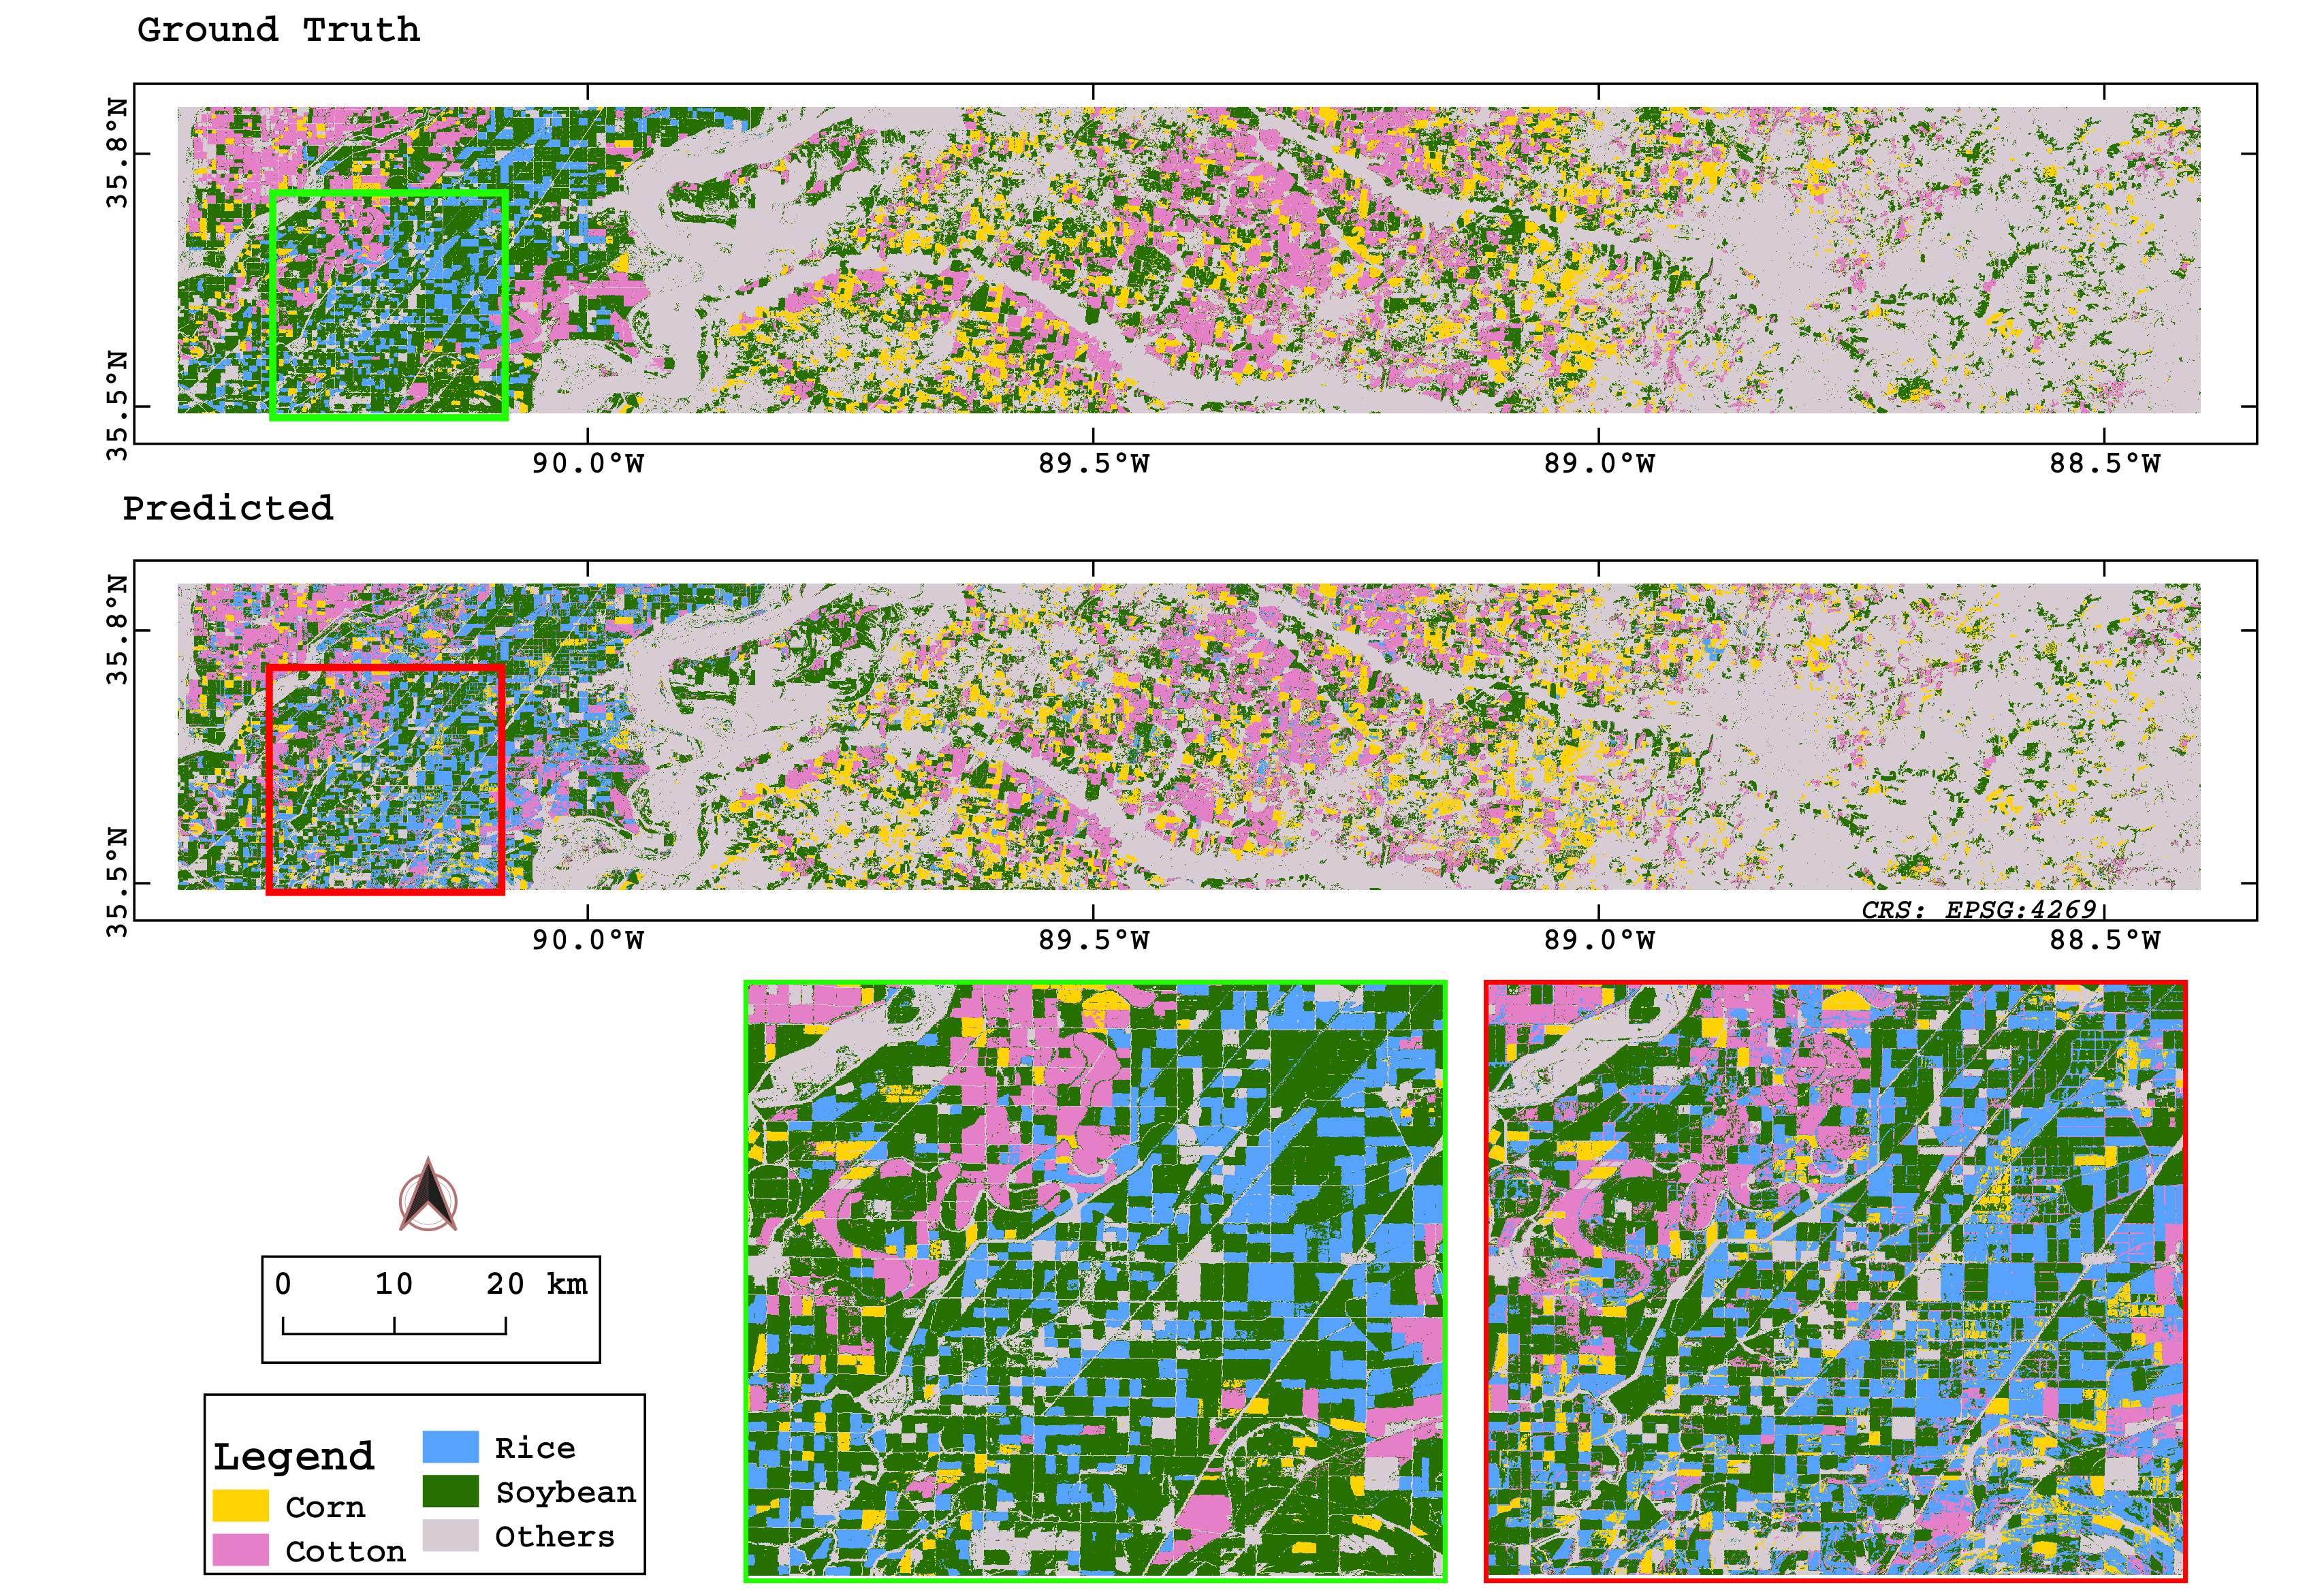 Ground Truth
35.8°N
35.5°N
90.0°W 89.5°W 89.0°W 88.5°W
Predicted
35.8°N
35.5°N
CRS: EPSG:4269
90.0°W 89.5°W 89.0°W 88.5°W
0 10 20 km
Legend
Corn
Cotton
Rice
Soybean
Others